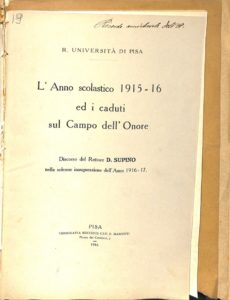 19
R. UNIVERSITÀ DI PISA
L'Anno scolastico 1915-16
ed i caduti
sul Campo dell'Onore
Discorso del Rettore D. SUPINO
nella solenne inaugurazione dell'Anno 1916-17.
PISA